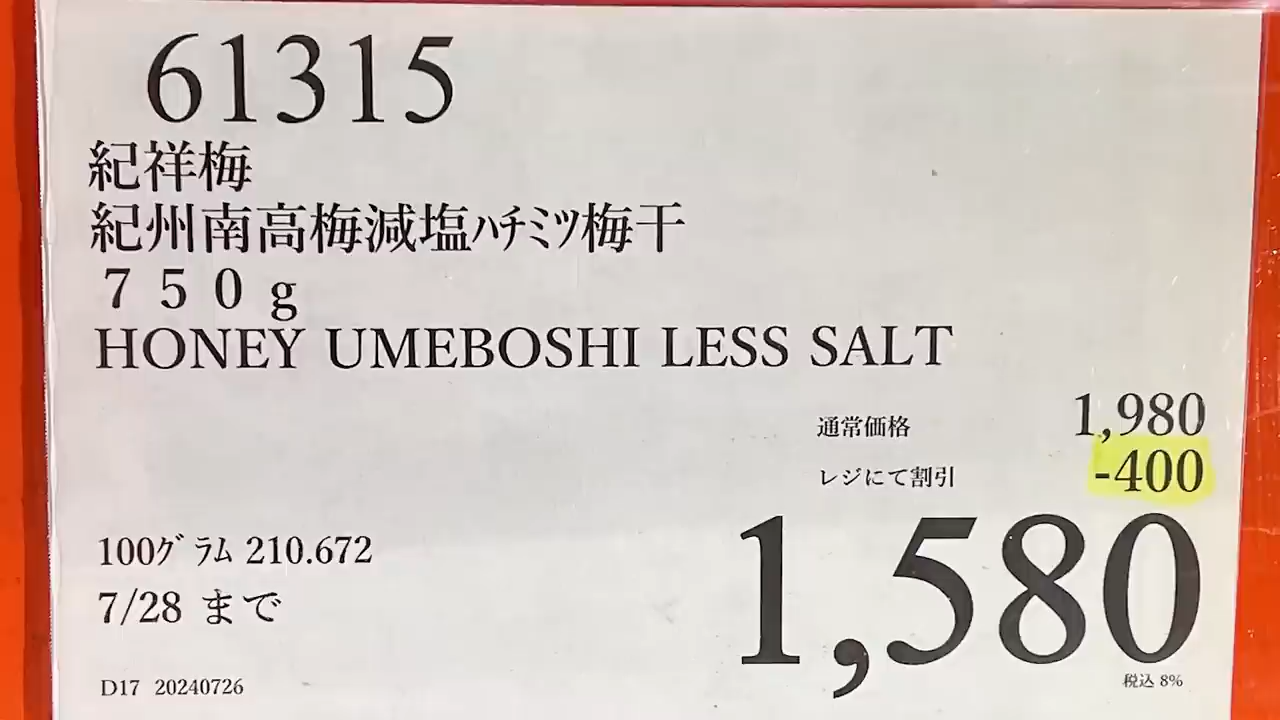 61315
紀祥梅
紀州南高梅減塩ﾊﾁﾐﾂ梅干
７５０ｇ
HONEY UMEBOSHI LESS SALT
通常価格 1,980
レジにて割引 -400
1,580
100ｸﾞﾗﾑ 210.672
7/28 まで
税込 8%
D17 20240726